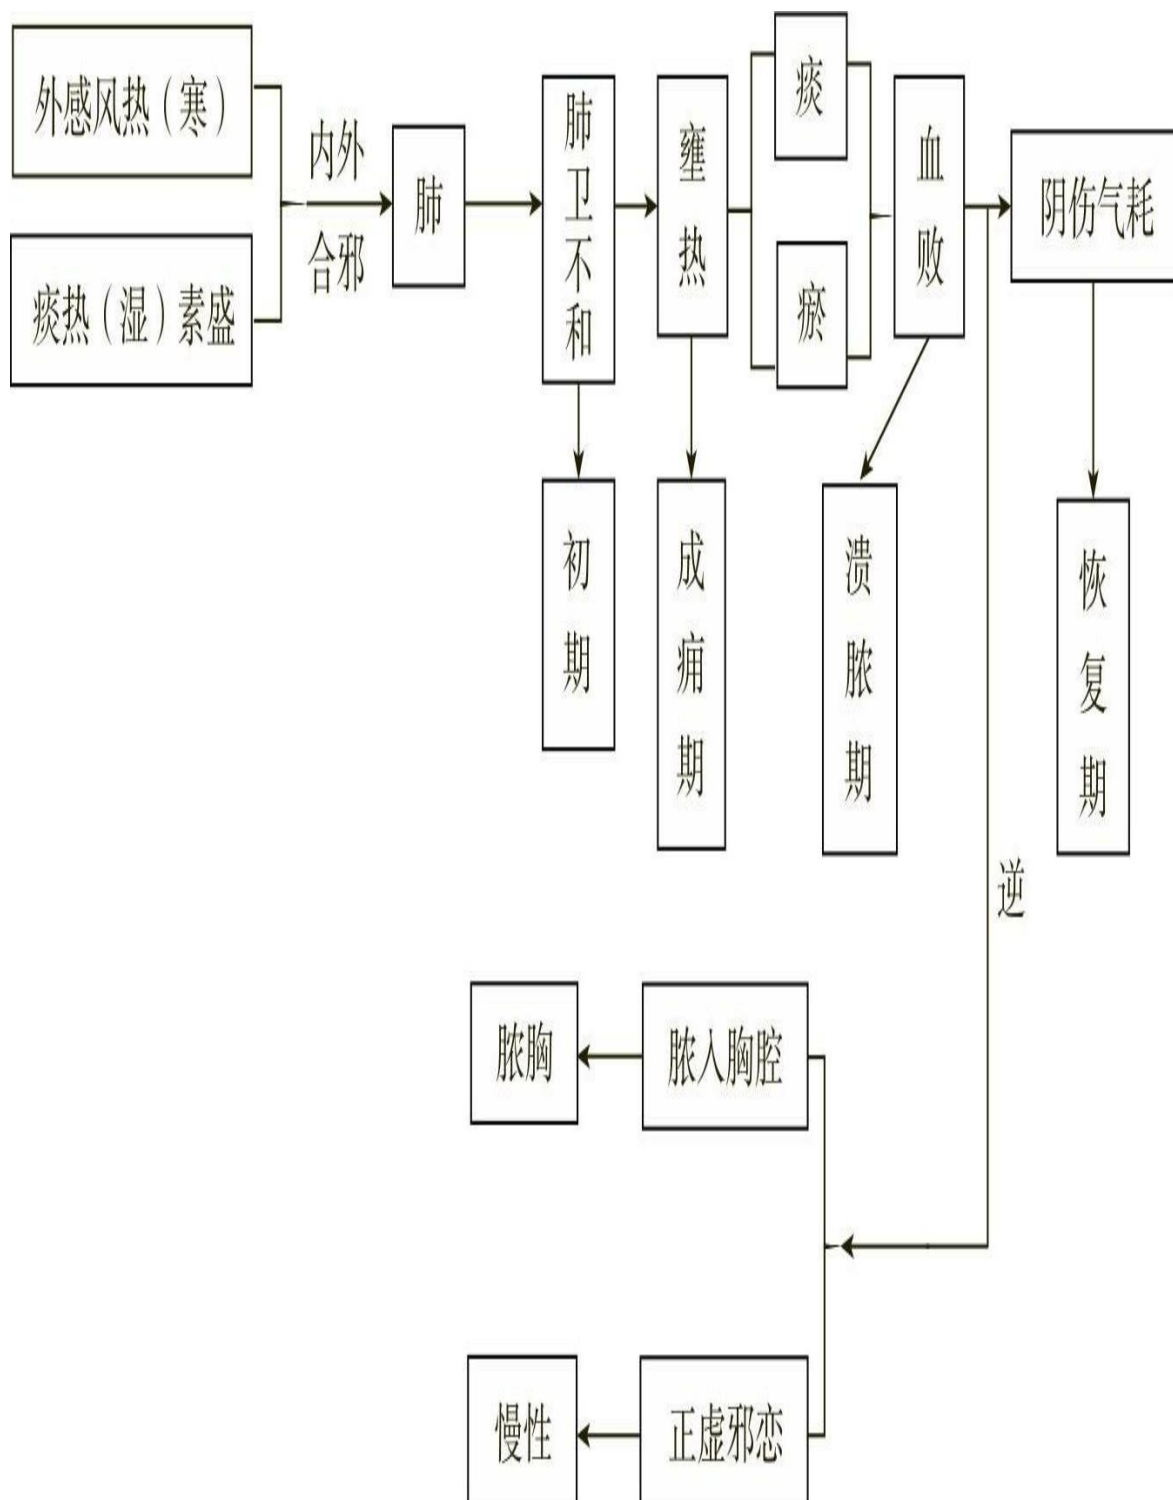 外感风热（寒）
痰热（湿）素盛
内外
合邪
肺
肺卫不和
壅热
痰
瘀
血败
阴伤气耗
初期
成痈期
溃脓期
恢复期
逆
脓胸
脓入胸腔
慢性
正虚邪恋